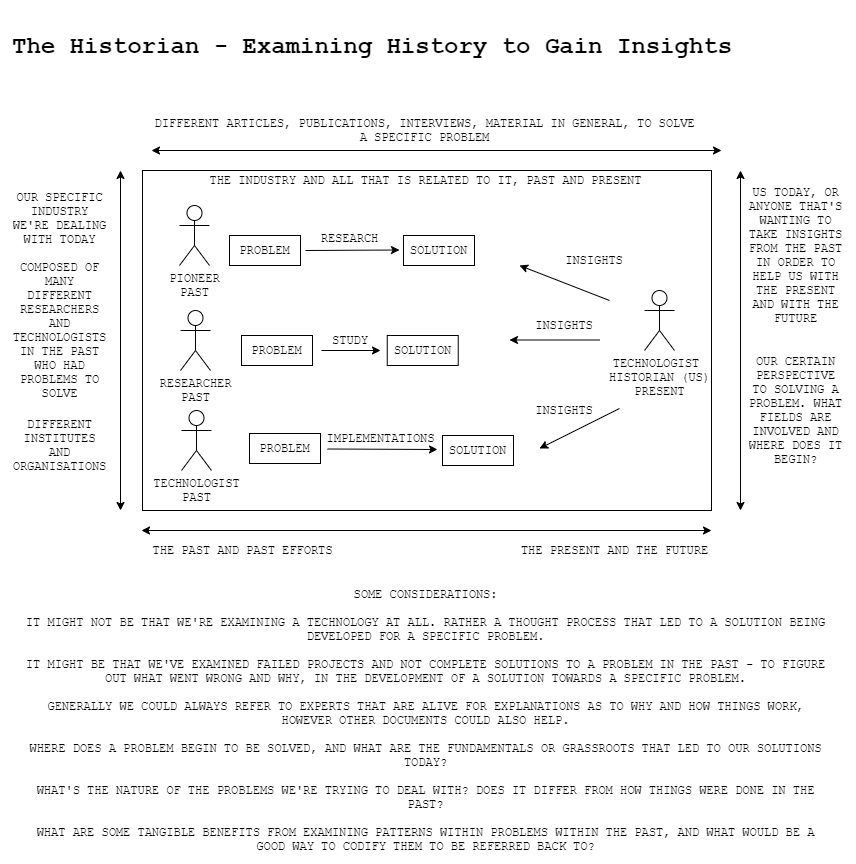 The Historian - Examining History to Gain Insights
DIFFERENT ARTICLES, PUBLICATIONS, INTERVIEWS, MATERIAL IN GENERAL, TO SOLVE
A SPECIFIC PROBLEM
THE INDUSTRY AND ALL THAT IS RELATED TO IT, PAST AND PRESENT
OUR SPECIFIC
INDUSTRY
WE'RE DEALING
WITH TODAY
COMPOSED OF
MANY
DIFFERENT
RESEARCHERS
AND
TECHNOLOGISTS
IN THE PAST
WHO HAD
PROBLEMS TO
SOLVE
DIFFERENT
INSTITUTES
AND
ORGANISATIONS
PROBLEM
RESEARCH
SOLUTION
PIONEER
PAST
PROBLEM
STUDY
SOLUTION
RESEARCHER
PAST
PROBLEM
IMPLEMENTATIONS
SOLUTION
TECHNOLOGIST
PAST
INSIGHTS
INSIGHTS
INSIGHTS
TECHNOLOGIST
HISTORIAN (US)
PRESENT
US TODAY, OR
ANYONE THAT'S
WANTING TO
TAKE INSIGHTS
FROM THE PAST
IN ORDER TO
HELP US WITH
THE PRESENT
AND WITH THE
FUTURE
OUR CERTAIN
PERSPECTIVE
TO SOLVING A
PROBLEM. WHAT
FIELDS ARE
INVOLVED AND
WHERE DOES IT
BEGIN?
THE PAST AND PAST EFFORTS
THE PRESENT AND THE FUTURE
SOME CONSIDERATIONS:
IT MIGHT NOT BE THAT WE'RE EXAMINING A TECHNOLOGY AT ALL. RATHER A THOUGHT PROCESS THAT LED TO A SOLUTION BEING
DEVELOPED FOR A SPECIFIC PROBLEM.
IT MIGHT BE THAT WE'VE EXAMINED FAILED PROJECTS AND NOT COMPLETE SOLUTIONS TO A PROBLEM IN THE PAST - TO FIGURE
OUT WHAT WENT WRONG AND WHY, IN THE DEVELOPMENT OF A SOLUTION TOWARDS A SPECIFIC PROBLEM.
GENERALLY WE COULD ALWAYS REFER TO EXPERTS THAT ARE ALIVE FOR EXPLANATIONS AS TO WHY AND HOW THINGS WORK,
HOWEVER OTHER DOCUMENTS COULD ALSO HELP.
WHERE DOES A PROBLEM BEGIN TO BE SOLVED, AND WHAT ARE THE FUNDAMENTALS OR GRASSROOTS THAT LED TO OUR SOLUTIONS
TODAY?
WHAT'S THE NATURE OF THE PROBLEMS WE'RE TRYING TO DEAL WITH? DOES IT DIFFER FROM HOW THINGS WERE DONE IN THE
PAST?
WHAT ARE SOME TANGIBLE BENEFITS FROM EXAMINING PATTERNS WITHIN PROBLEMS WITHIN THE PAST, AND WHAT WOULD BE A
GOOD WAY TO CODIFY THEM TO BE REFERRED BACK TO?